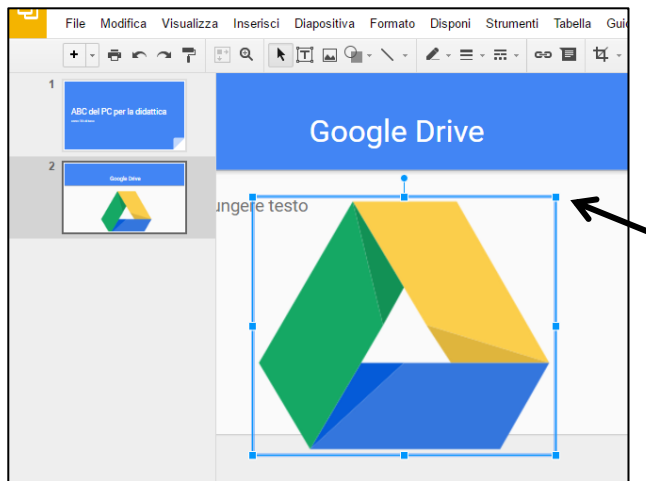 File Modifica Visualizza Inserisci Diapositiva Formato Disponi Strumenti Tabella
1
ABC del PC per la didattica
2
Google Drive
Google Drive
ungere testo